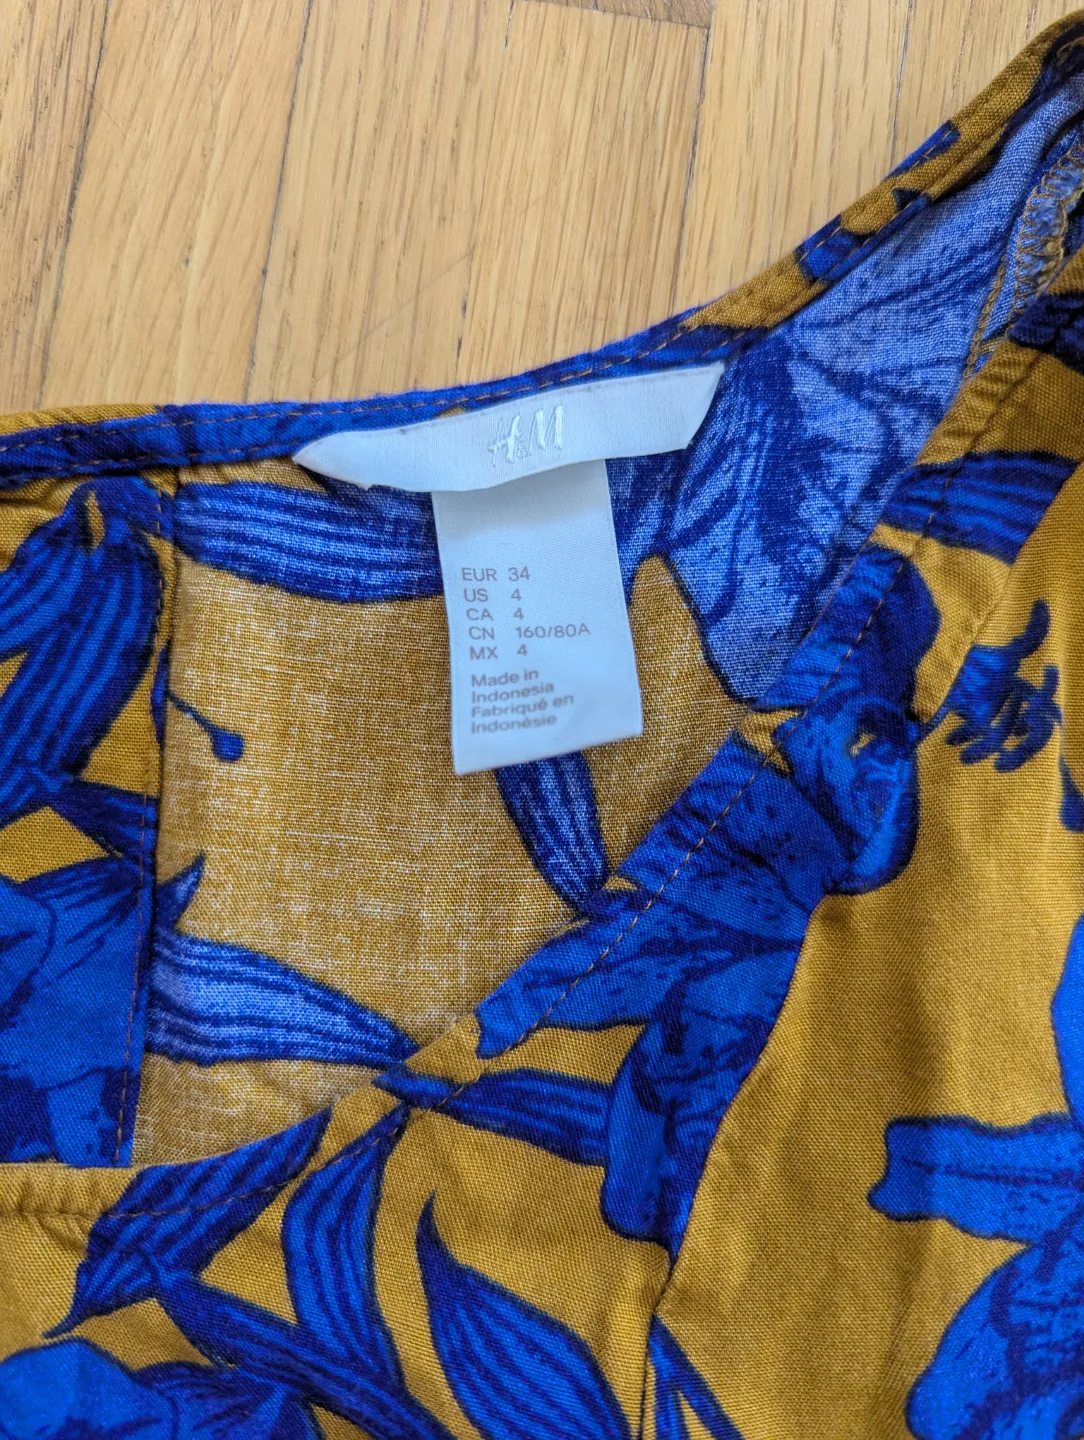 H&M
EUR 34
US 4
CA 4
CN 160/80A
MX 4
Made in
Indonesia
Fabriqué en
Indonésie